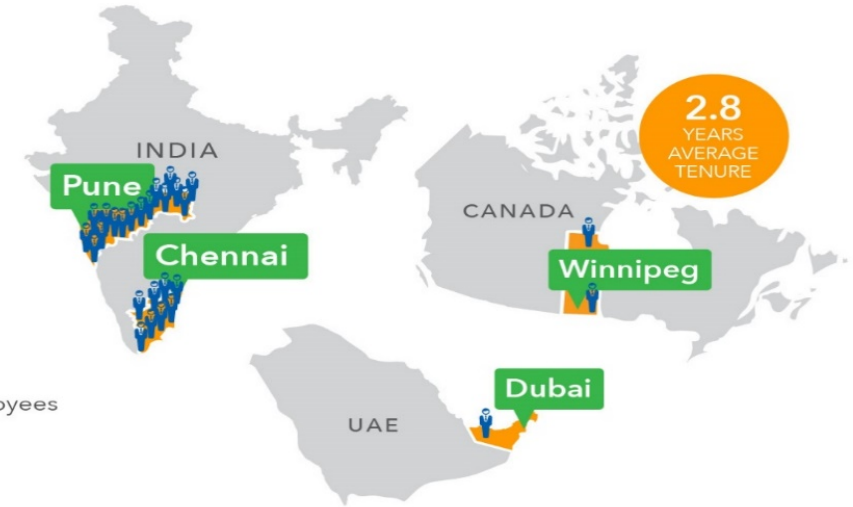 INDIA
Pune
Chennai
2.8
YEARS
AVERAGE
TENURE
CANADA
Winnipeg
Dubai
UAE
oyees